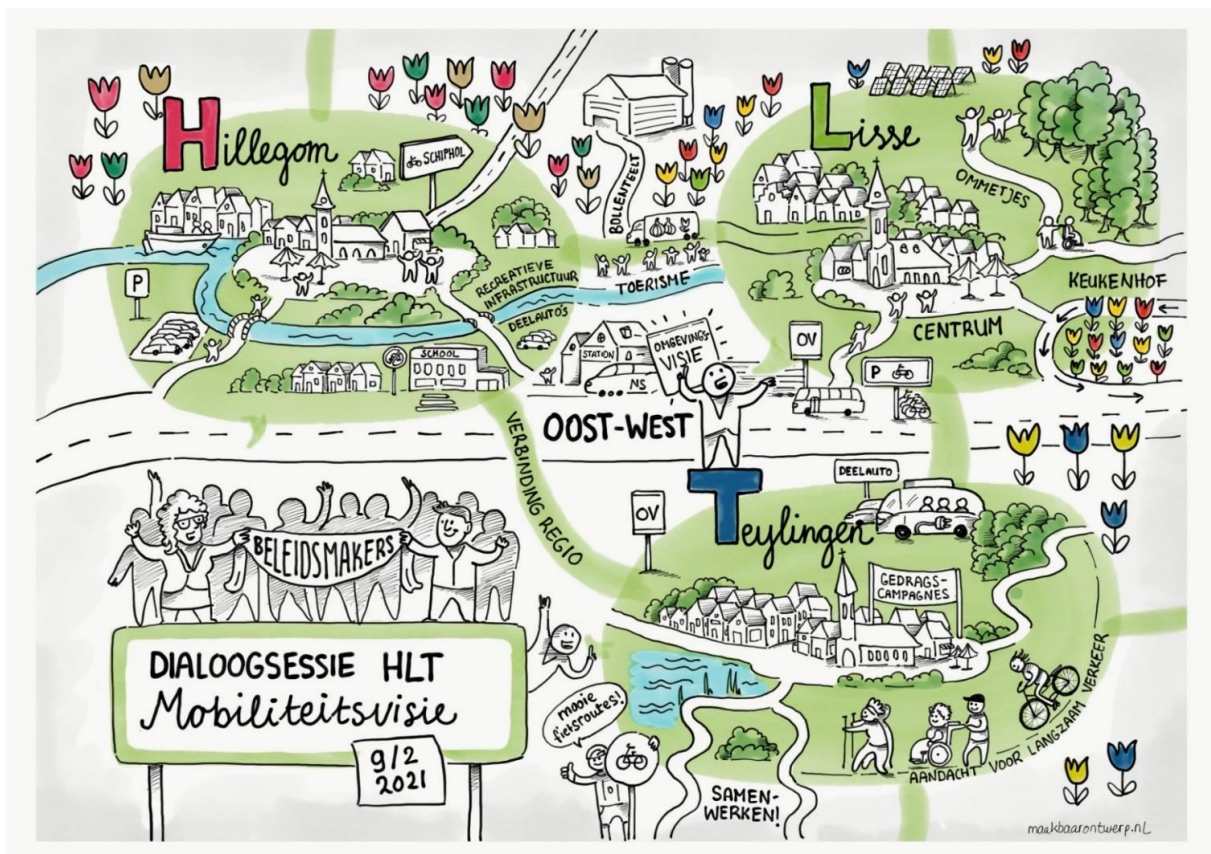 Hillegom
SCHIPHOL
BOLLENTEELT
Lisse
OMMETJES
P
RECREATIEVE
INFRASTRUCTUUR
DEELAUTO'S
TOERISME
KEUKENHOF
CENTRUM
SCHOOL
STATION
NS
OMGEVINGS-
VISIE
OV
P
OOST-WEST
VERBINDING REGIO
DEELAUTO
OV
Teylingen
GEDRAGS-
CAMPAGNES
BELEIDSMAKERS
DIALOOGSESSIE HLT
Mobiliteitsvisie
9/2
2021
mooie
fietsroutes!
SAMEN-
WERKEN!
AANDACHT VOOR LANGZAAM VERKEER
maakbaarontwerp.nl